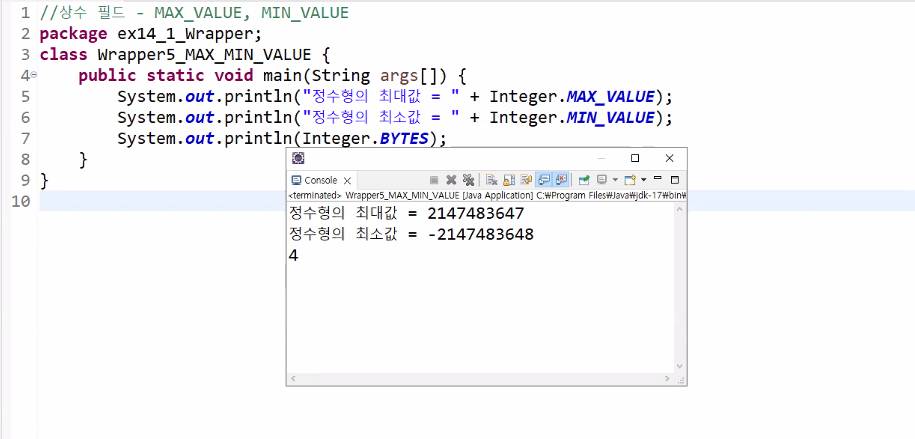 1 //상수 필드 - MAX_VALUE, MIN_VALUE
2 package ex14_1_Wrapper;
3 class Wrapper5_MAX_MIN_VALUE {
4 public static void main(String args[]) {
5 System.out.println("정수형의 최대값 = " + Integer.MAX_VALUE);
6 System.out.println("정수형의 최소값 = " + Integer.MIN_VALUE);
7 System.out.println(Integer.BYTES);
8 }
9 }
10
Console
<terminated> Wrapper5_MAX_MIN_VALUE [Java Application] C:₩Program Files₩Java₩jdk-17₩bin₩
정수형의 최대값 = 2147483647
정수형의 최소값 = -2147483648
4